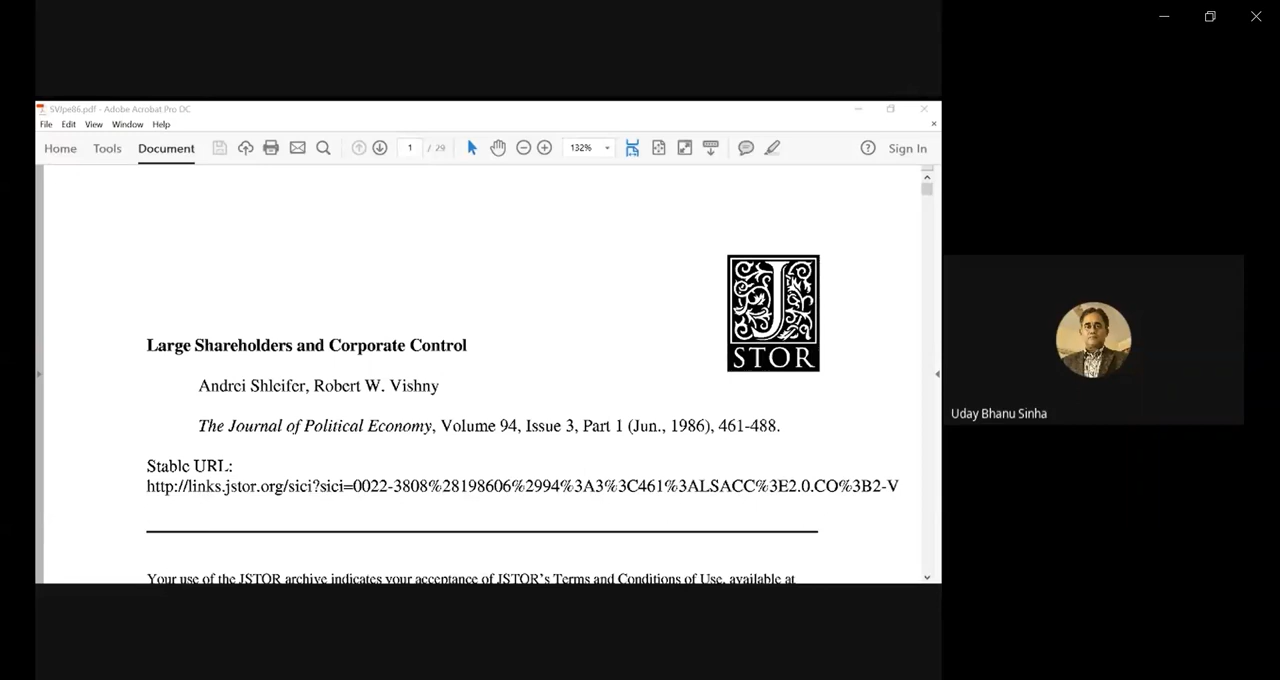 SVJpe86.pdf - Adobe Acrobat Pro DC
File Edit View Window Help
Home Tools Document 1 / 29 132% Sign In
JSTOR
Large Shareholders and Corporate Control
Andrei Shleifer, Robert W. Vishny
The Journal of Political Economy, Volume 94, Issue 3, Part 1 (Jun., 1986), 461-488.
Stable URL:
http://links.jstor.org/sici?sici=0022-3808%28198606%2994%3A3%3C461%3ALSACC%3E2.0.CO%3B2-V
Your use of the JSTOR archive indicates your acceptance of JSTOR's Terms and Conditions of Use, available at
Uday Bhanu Sinha